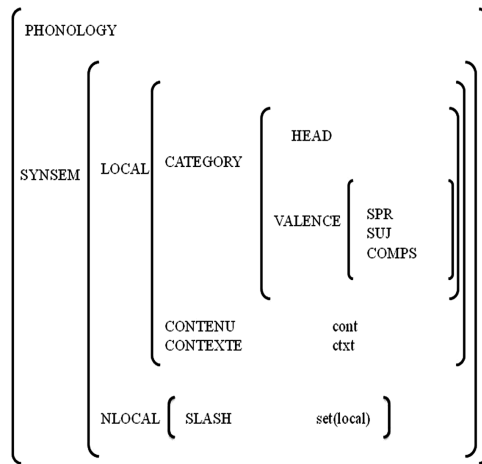 PHONOLOGY
HEAD
SYNSEM LOCAL CATEGORY
VALENCE SPR
SUJ
COMPS
CONTENU cont
CONTEXTE ctxt
NLOCAL SLASH set(local)